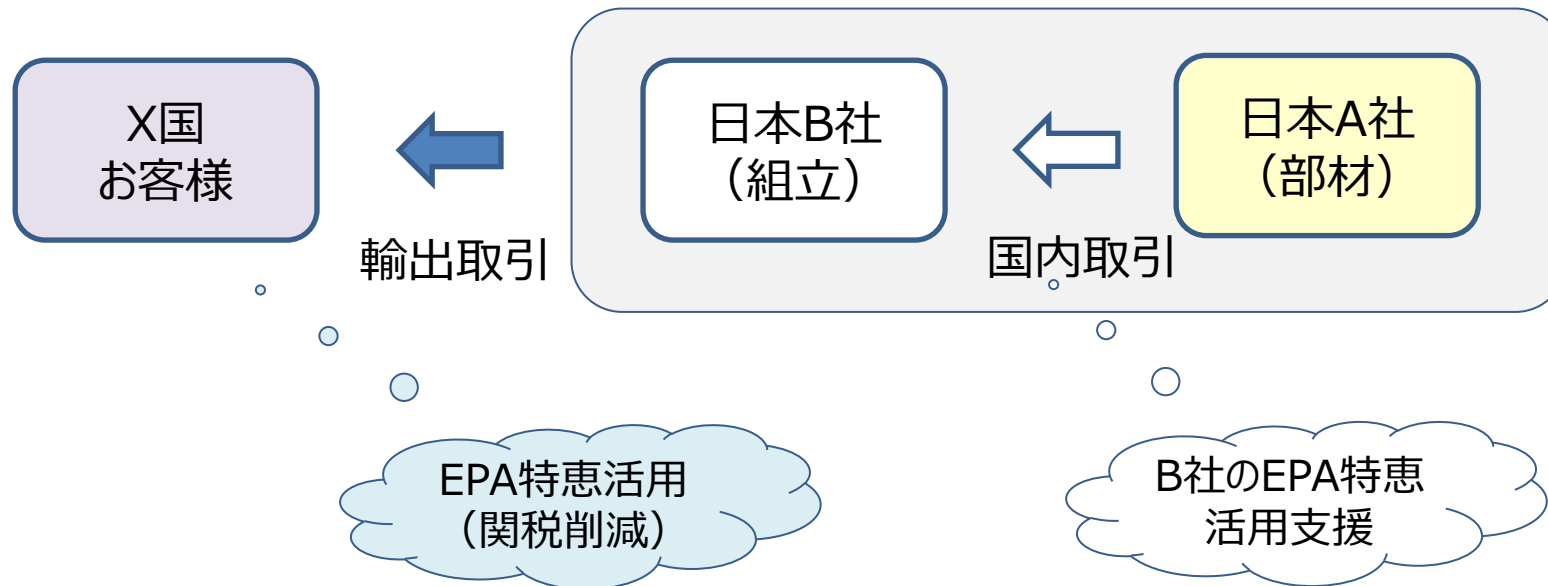 X国
お客様
日本B社
（組立）
日本A社
（部材）
輸出取引
国内取引
EPA特恵活用
（関税削減）
B社のEPA特恵
活用支援